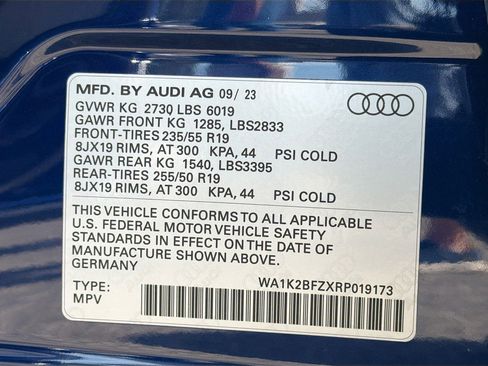 MFD. BY AUDI AG 09/ 23
GVWR KG 2730 LBS 6019
GAWR FRONT KG 1285, LBS2833
FRONT-TIRES 235/55 R19
8JX19 RIMS, AT 300 KPA, 44 PSI COLD
GAWR REAR KG 1540, LBS3395
REAR-TIRES 255/50 R19
8JX19 RIMS, AT 300 KPA, 44 PSI COLD
THIS VEHICLE CONFORMS TO ALL APPLICABLE
U.S. FEDERAL MOTOR VEHICLE SAFETY
STANDARDS IN EFFECT ON THE DATE OF
MANUFACTURE SHOWN ABOVE.
GERMANY
WA1K2BFZXRP019173
TYPE:
MPV